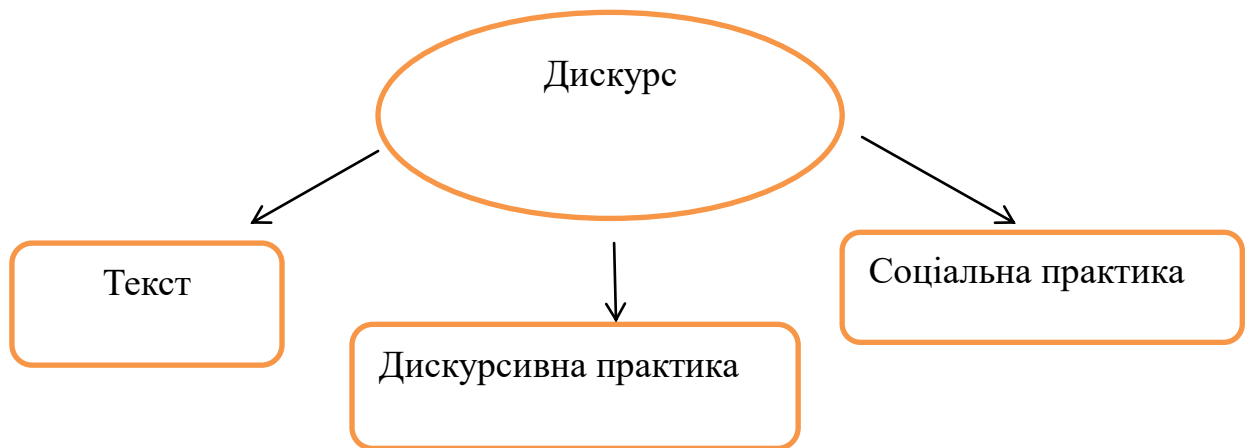 Дискурс
Текст
Дискурсивна практика
Соціальна практика